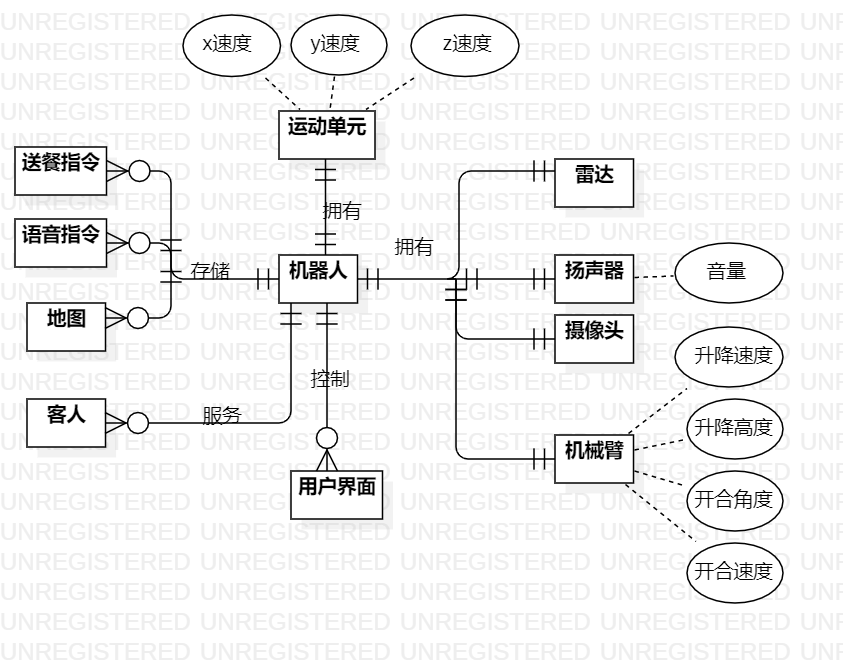 x速度 y速度 z速度
运动单元
送餐指令
雷达
拥有
语音指令
拥有
存储
机器人
扬声器
音量
地图
摄像头
升降速度
控制
客人
服务
升降高度
机械臂
用户界面
开合角度
开合速度
UNREGISTERED